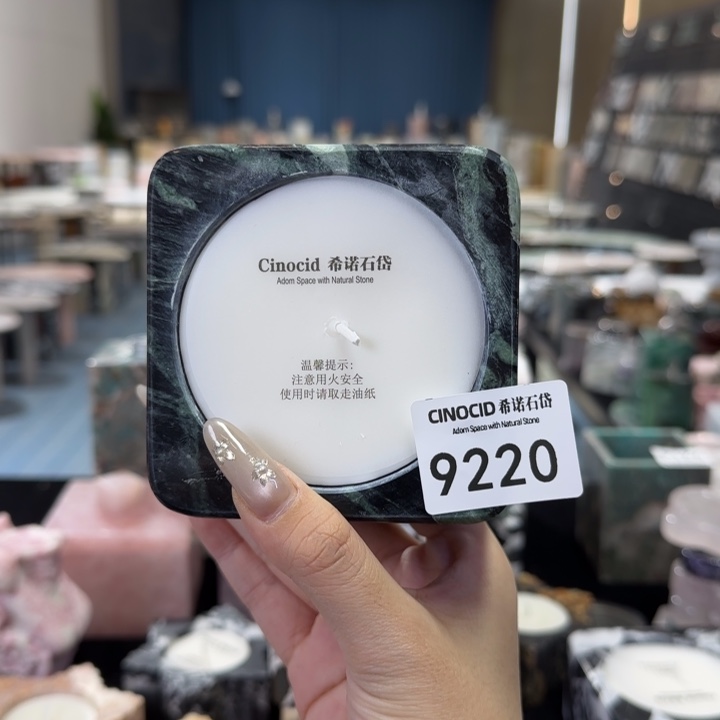 Cinocid 希诺石岱
Adorn Space with Natural Stone
温馨提示:
注意用火安全
使用时请取走油纸
CINOCID 希诺石岱
Adorn Space with Natural Stone
9220